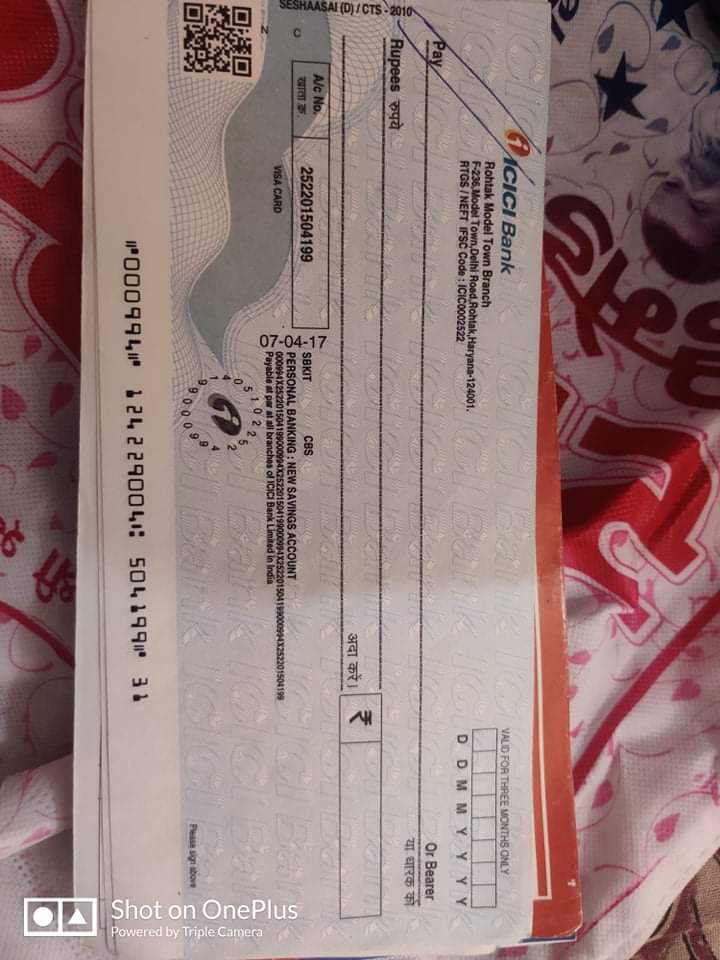 SESHAASAI (D) / CTS - 2010
ICICI Bank
Rohtak Model Town Branch
F-236,Model Town,Delhi Road,Rohtak,Haryana-124001.
RTGS / NEFT IFSC Code : ICIC0002522
VALID FOR THREE MONTHS ONLY
D D M M Y Y Y Y
Pay
Or Bearer
या धारक को
Rupees रुपये
अदा करें।
₹
C
N
A/c No.
खाता क्र.
252201504199
VISA CARD
07-04-17
SBKIT CBS
PERSONAL BANKING : NEW SAVINGS ACCOUNT
000994X252201504199000994X252201504199000994X252201504199000994X252201504199
Payable at par at all branches of ICICI Bank Limited in India
Please sign above
⑈000994⑈ 124229004⑆ 504199⑈ 31
Shot on OnePlus
Powered by Triple Camera